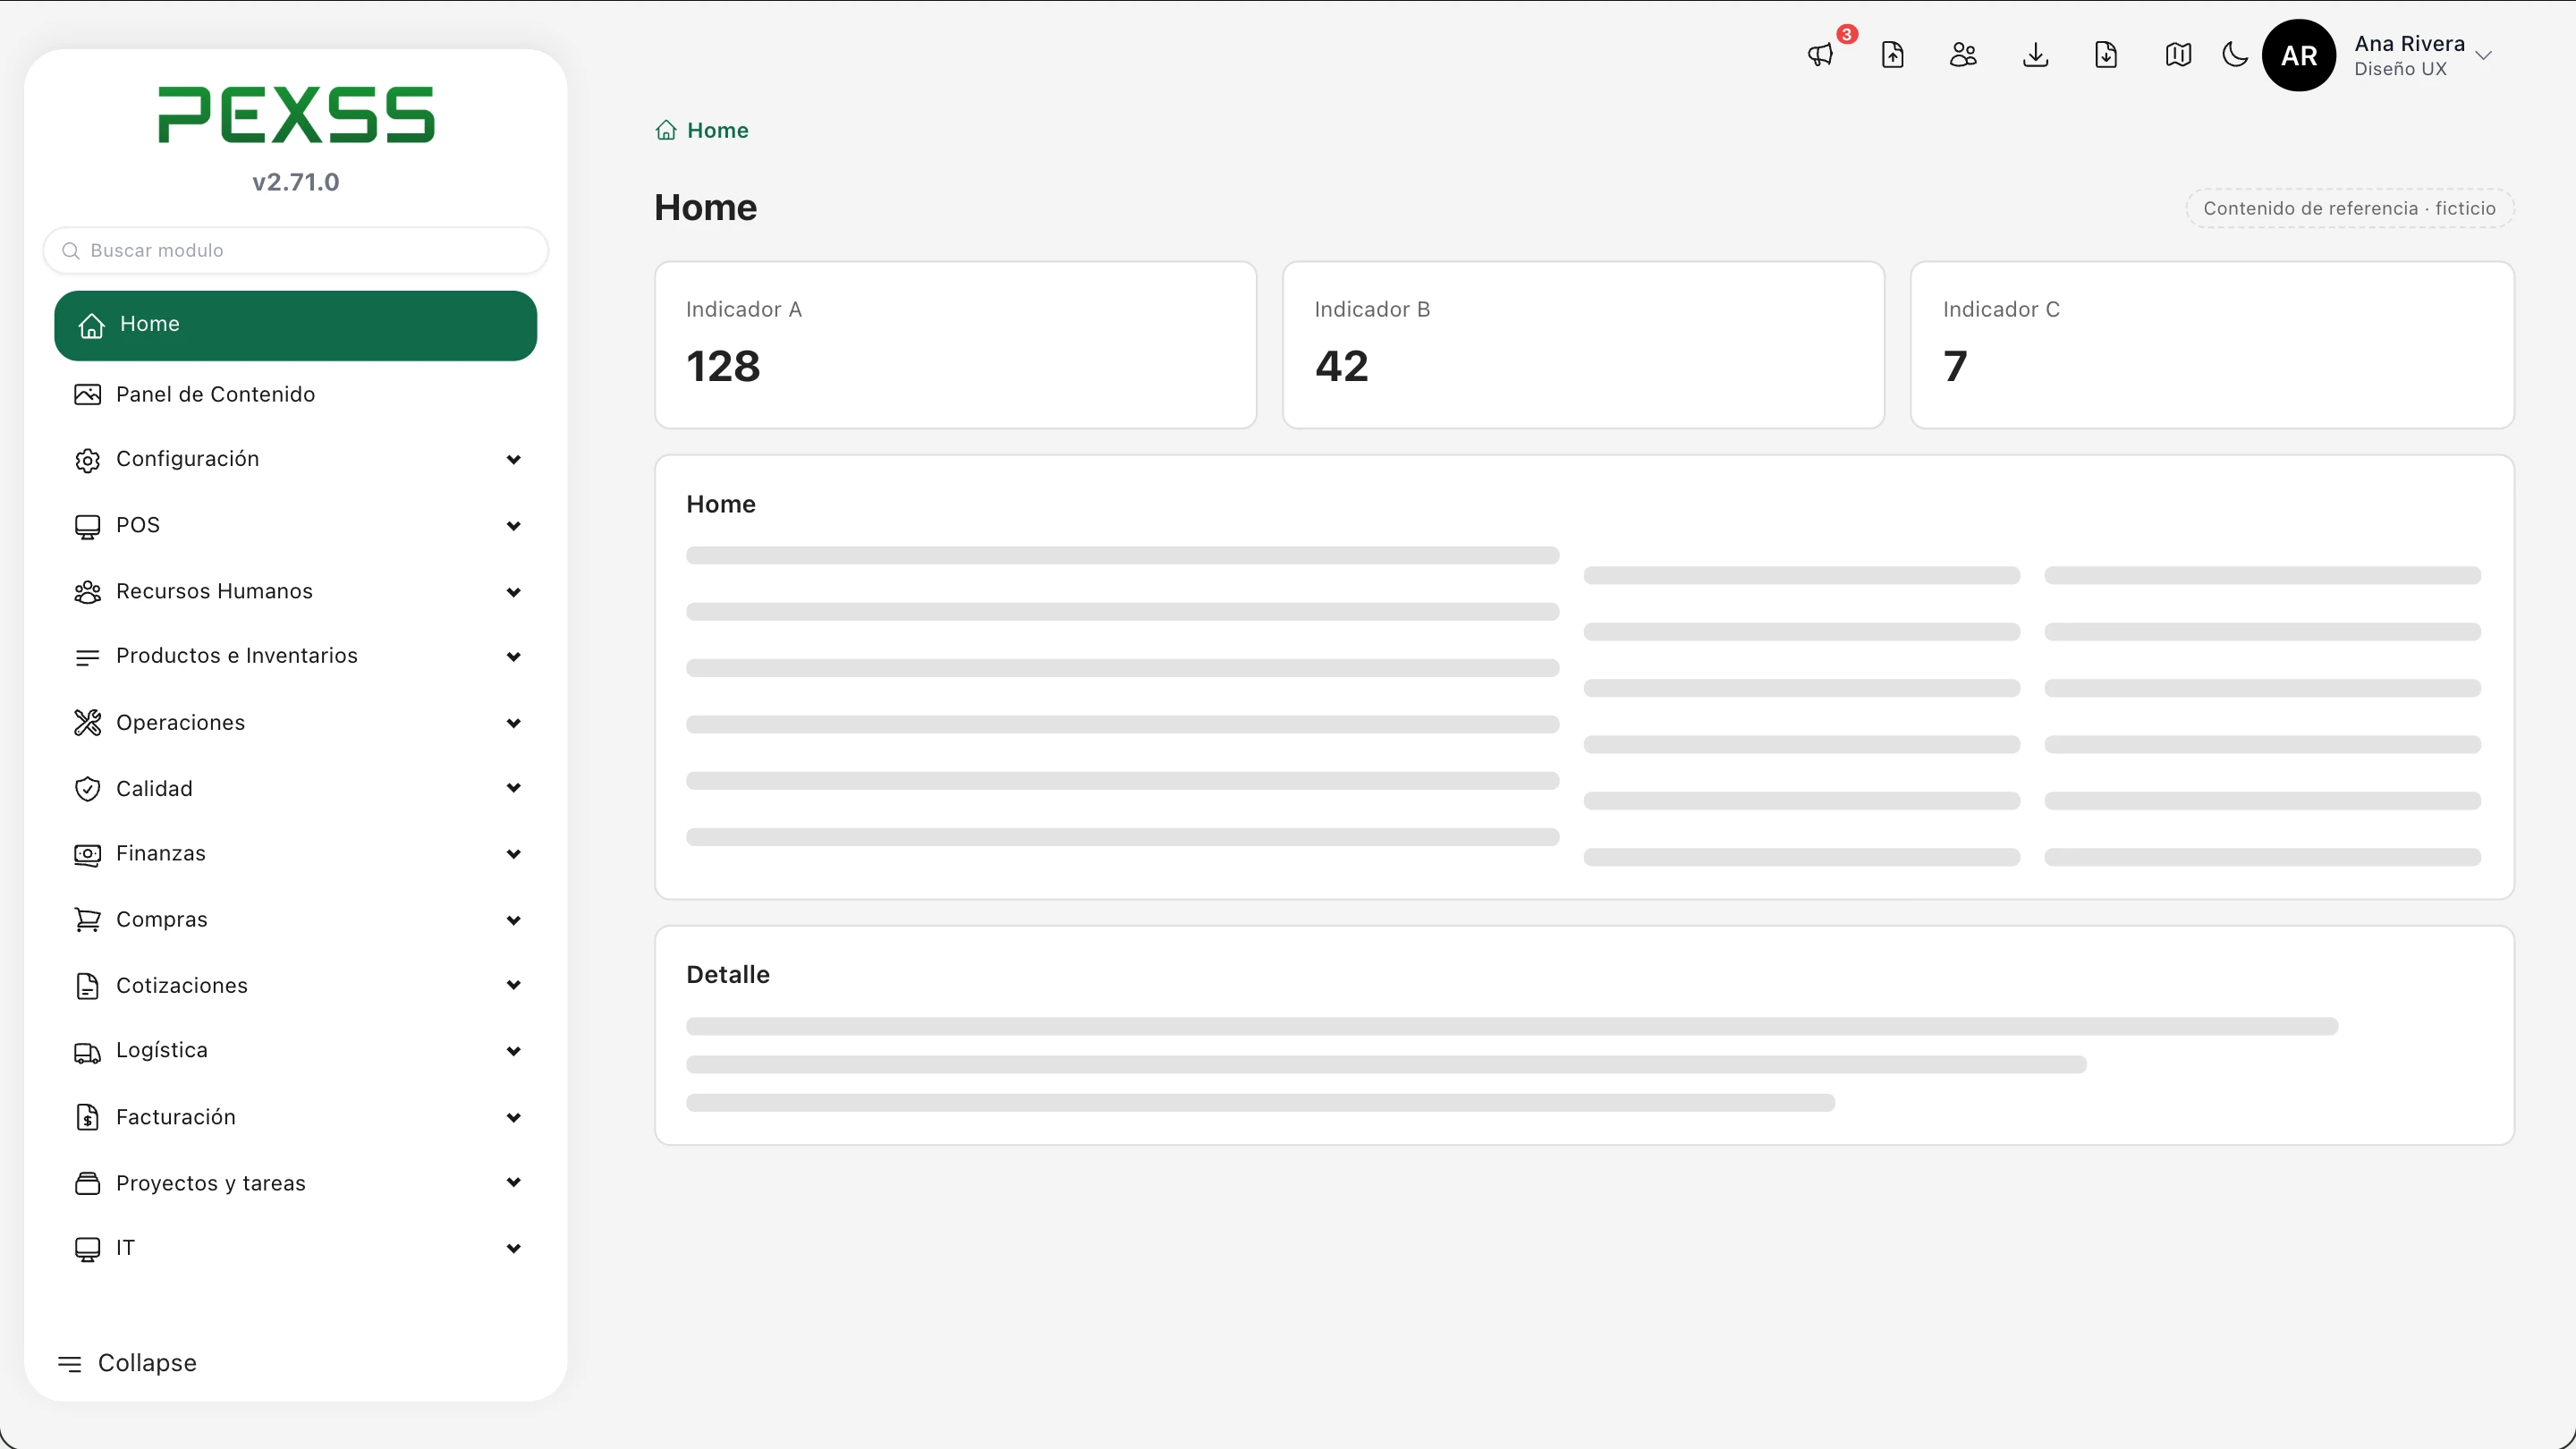 PEXSS
v2.71.0
Buscar modulo
Home
Panel de Contenido
Configuración
POS
Recursos Humanos
Productos e Inventarios
Operaciones
Calidad
Finanzas
Compras
Cotizaciones
Logística
Facturación
Proyectos y tareas
IT
Collapse
3
AR
Ana Rivera
Diseño UX
Home
Home
Contenido de referencia · ficticio
Indicador A
128
Indicador B
42
Indicador C
7
Home
Detalle